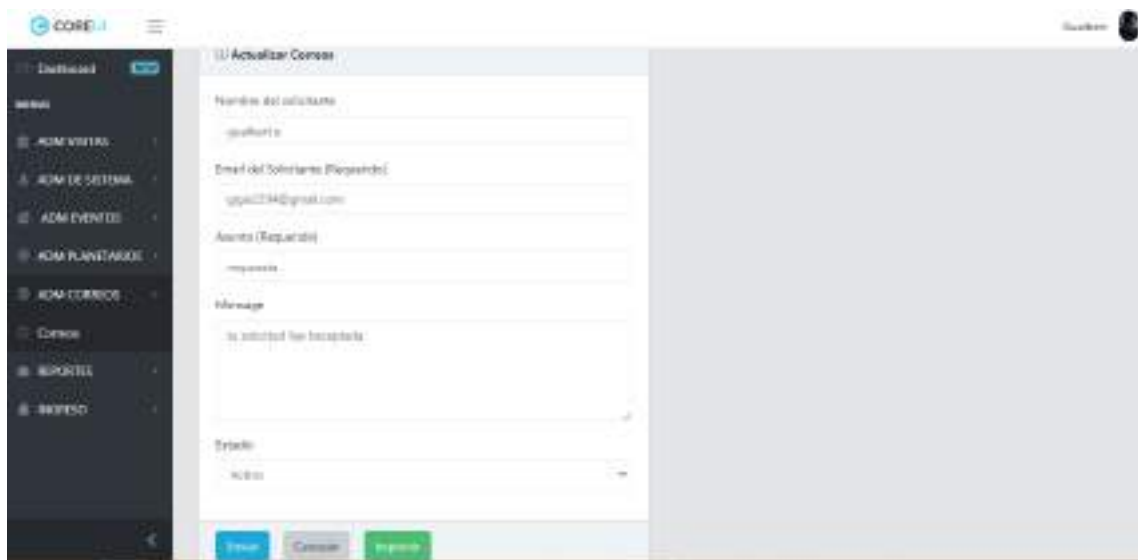 COREUI
Actualizar Correos
Dashboard
Nombre del solicitante
ADM VISITAS
Email del Solicitante (Requerido)
ADM DE SISTEMA
ADM EVENTOS
Asunto (Requerido)
ADM PLANETARIOS
respuesta
ADM CORREOS
Message
Correos
REPORTES
INGRESO
Estado
Activo
Enviar
Cancelar
Imprimir